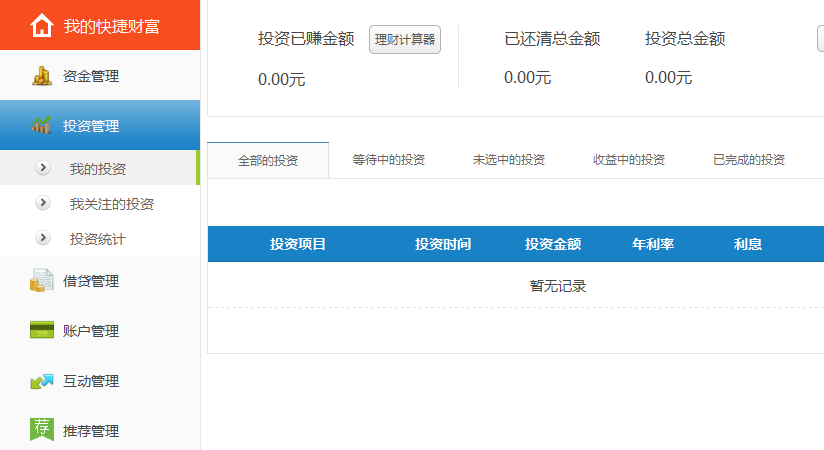 我的快捷财富
资金管理
投资管理
我的投资
我关注的投资
投资统计
借贷管理
账户管理
互动管理
荐
推荐管理
投资已赚金额 理财计算器 已还清总金额 投资总金额
0.00元 0.00元 0.00元
全部的投资 等待中的投资 未选中的投资 收益中的投资 已完成的投资
投资项目 投资时间 投资金额 年利率 利息
暂无记录